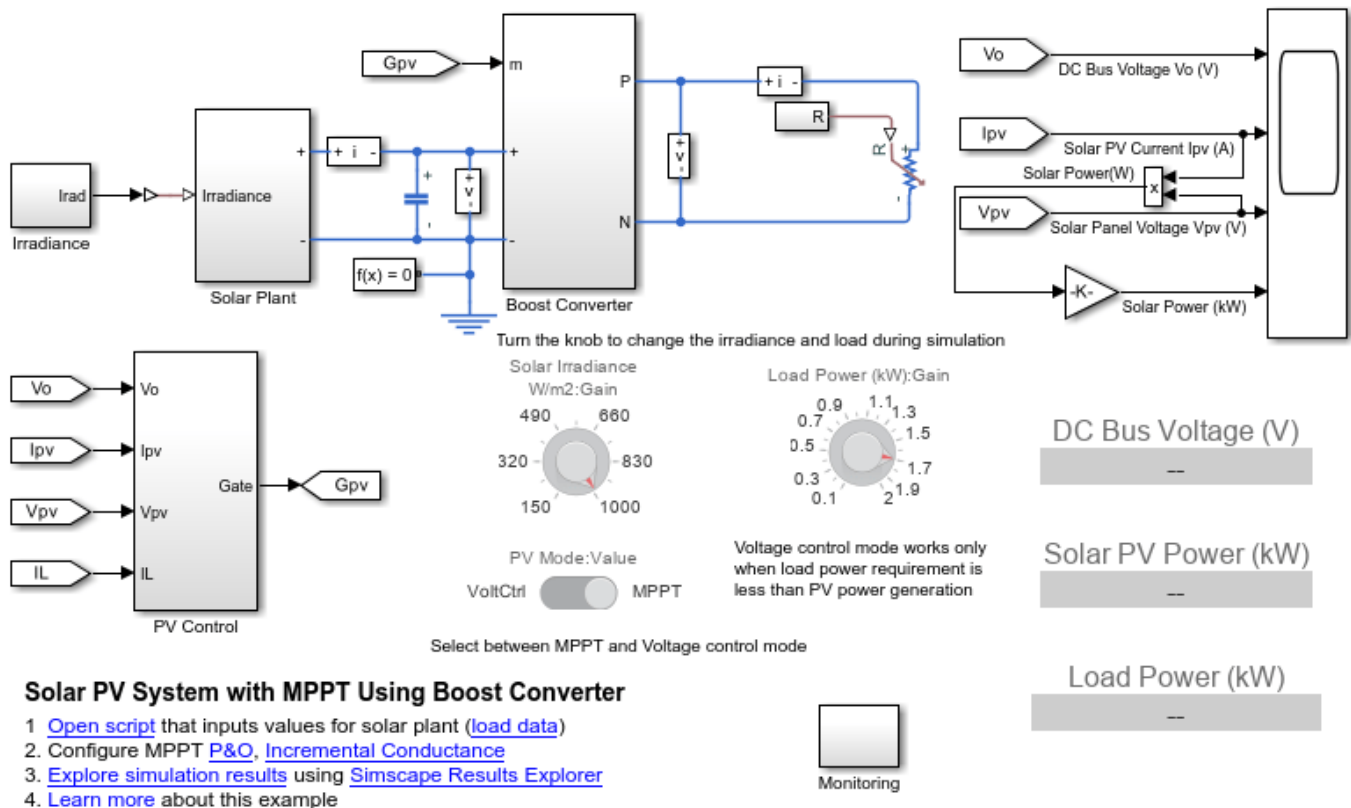 Gpv
m
P
N
+
-
Boost Converter
+ i -
+ v -
R
R
+
-
Irad
Irradiance
Irradiance
+
-
Solar Plant
+ i -
+
-
+ v -
f(x) = 0
Vo
DC Bus Voltage Vo (V)
Ipv
Solar PV Current Ipv (A)
Solar Power(W)
x
Vpv
Solar Panel Voltage Vpv (V)
-K-
Solar Power (kW)
Turn the knob to change the irradiance and load during simulation
Vo
Ipv
Vpv
IL
Vo
Ipv
Vpv
IL
Gate
Gpv
PV Control
Solar Irradiance
W/m2:Gain
490 660
320 830
150 1000
Load Power (kW):Gain
0.9 1.1
0.7 1.3
0.5 1.5
0.3 1.7
0.1 2 1.9
PV Mode:Value
VoltCtrl MPPT
Voltage control mode works only
when load power requirement is
less than PV power generation
Select between MPPT and Voltage control mode
DC Bus Voltage (V)
--
Solar PV Power (kW)
--
Load Power (kW)
--
Solar PV System with MPPT Using Boost Converter
1 Open script that inputs values for solar plant (load data)
2. Configure MPPT P&O, Incremental Conductance
3. Explore simulation results using Simscape Results Explorer
4. Learn more about this example
Monitoring